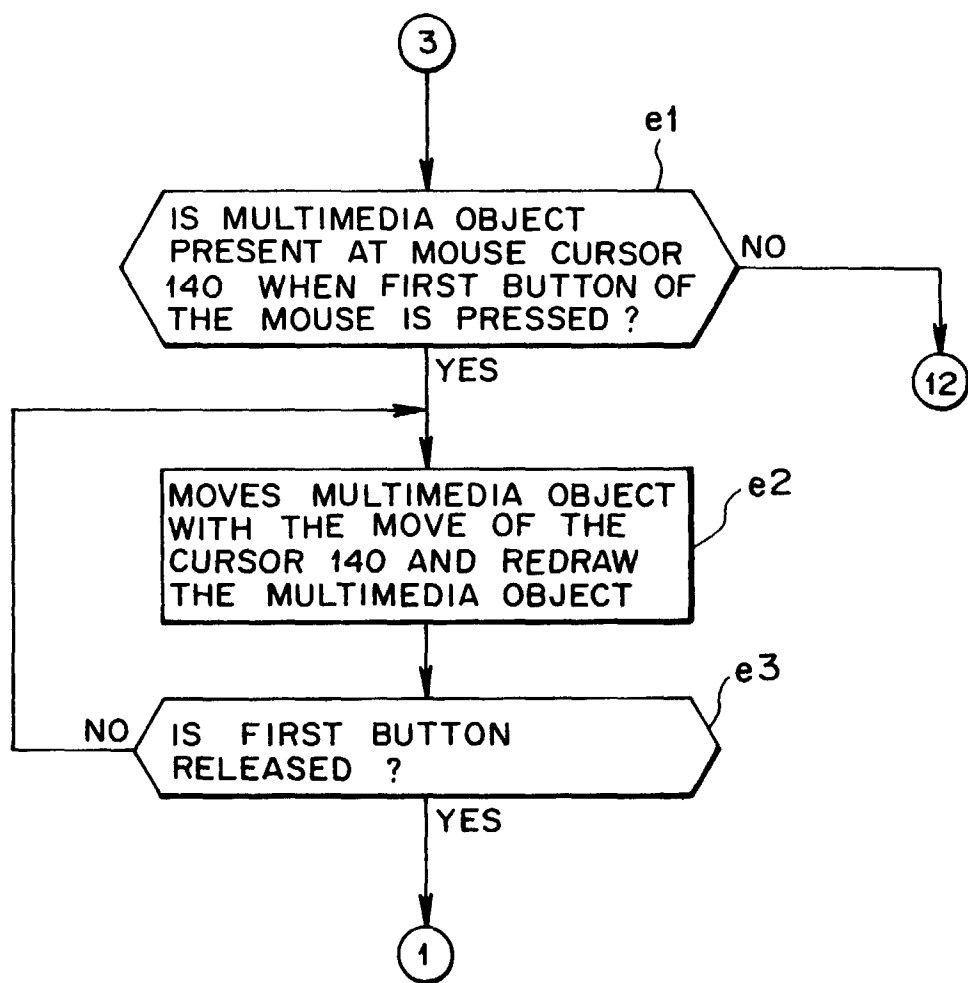 3
e1
IS MULTIMEDIA OBJECT
PRESENT AT MOUSE CURSOR
140 WHEN FIRST BUTTON OF
THE MOUSE IS PRESSED ?
NO
12
YES
e2
MOVES MULTIMEDIA OBJECT
WITH THE MOVE OF THE
CURSOR 140 AND REDRAW
THE MULTIMEDIA OBJECT
e3
NO
IS FIRST BUTTON
RELEASED ?
YES
1